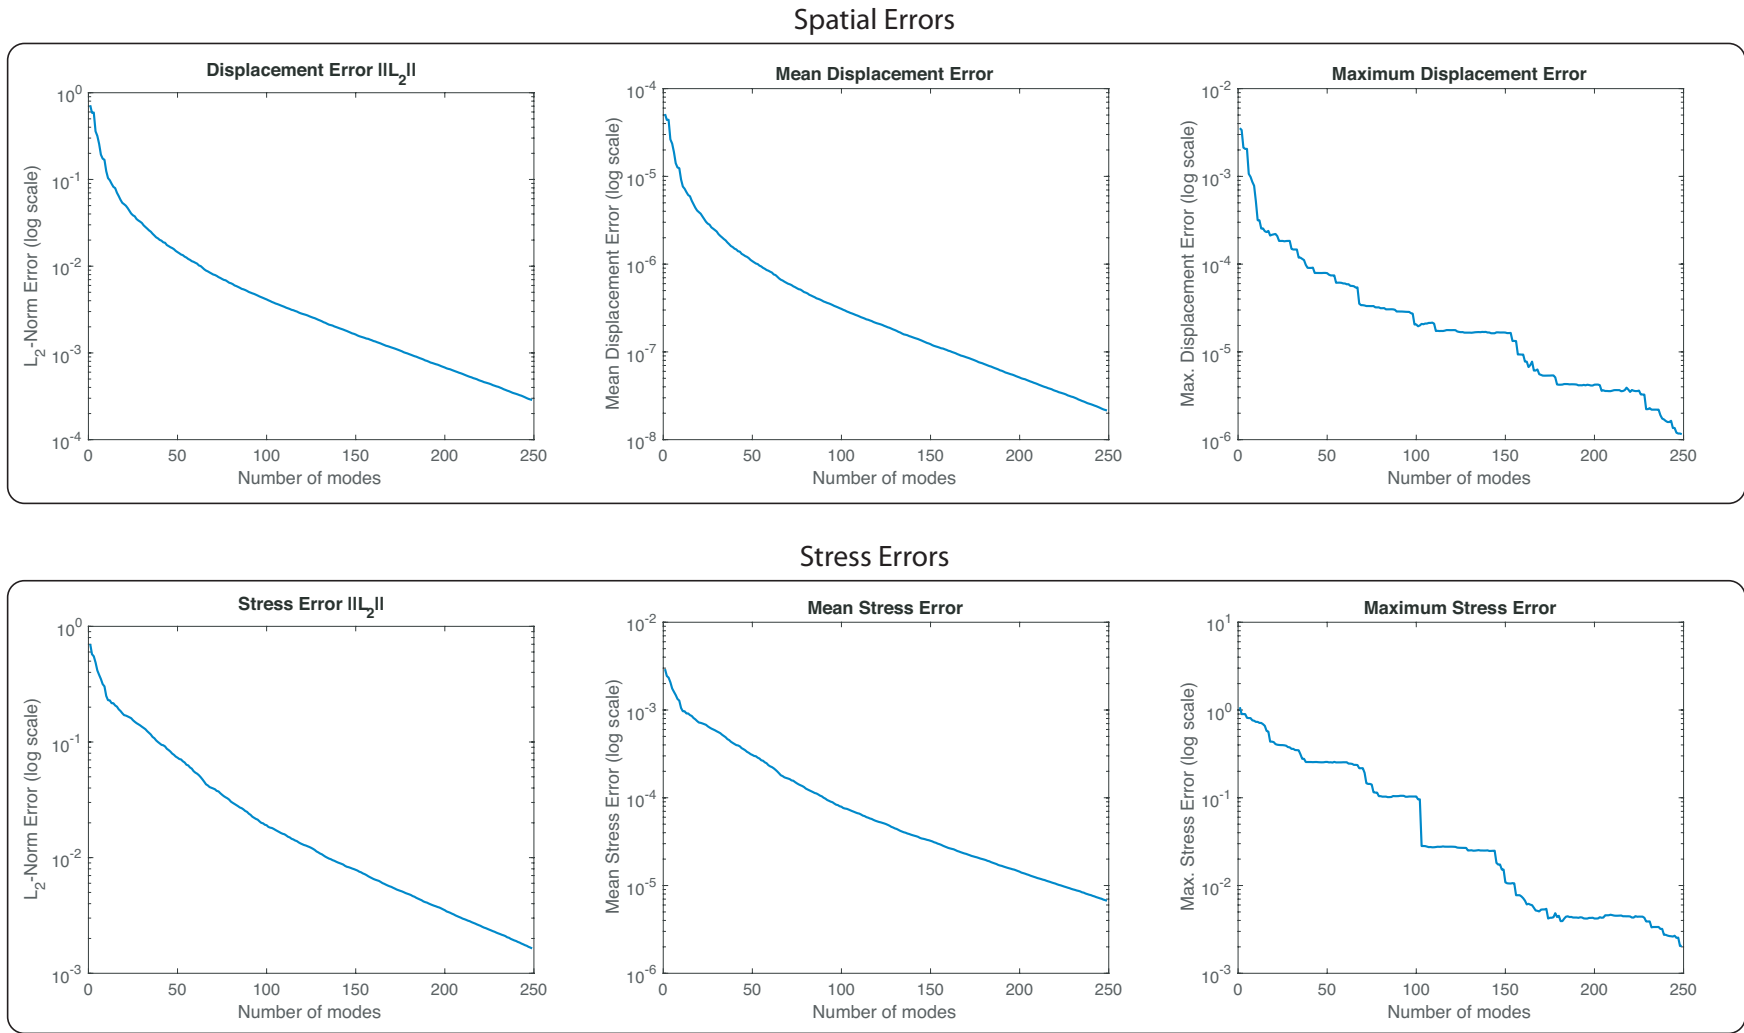 Spatial Errors
Displacement Error ||L2||
L2-Norm Error (log scale)
10^0
10^-1
10^-2
10^-3
10^-4
0 50 100 150 200 250
Number of modes
Mean Displacement Error
Mean Displacement Error (log scale)
10^-4
10^-5
10^-6
10^-7
10^-8
0 50 100 150 200 250
Number of modes
Maximum Displacement Error
Max. Displacement Error (log scale)
10^-2
10^-3
10^-4
10^-5
10^-6
0 50 100 150 200 250
Number of modes
Stress Errors
Stress Error ||L2||
L2-Norm Error (log scale)
10^0
10^-1
10^-2
10^-3
0 50 100 150 200 250
Number of modes
Mean Stress Error
Mean Stress Error (log scale)
10^-2
10^-3
10^-4
10^-5
10^-6
0 50 100 150 200 250
Number of modes
Maximum Stress Error
Max. Stress Error (log scale)
10^1
10^0
10^-1
10^-2
10^-3
0 50 100 150 200 250
Number of modes